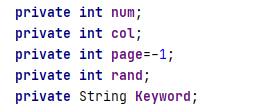 private int num;
private int col;
private int page=-1;
private int rand;
private String Keyword;